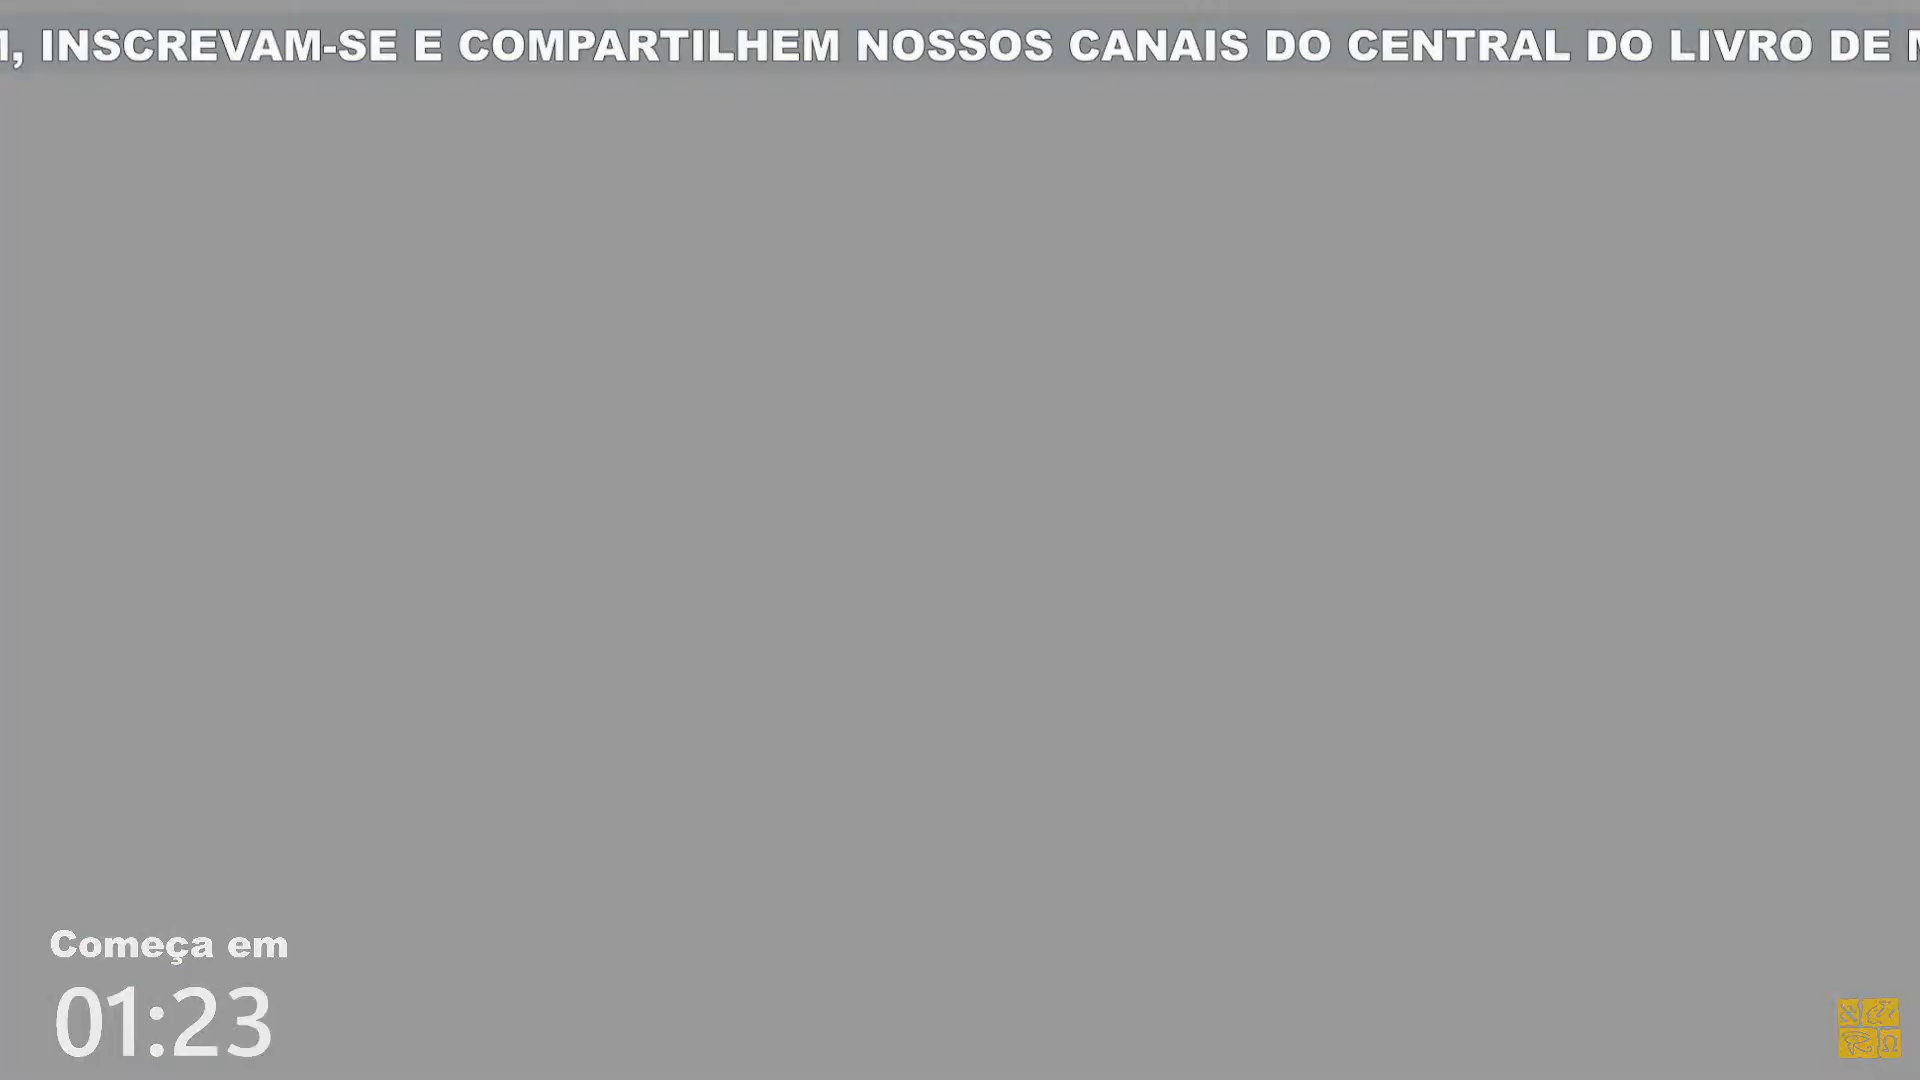 , INSCREVAM-SE E COMPARTILHEM NOSSOS CANAIS DO CENTRAL DO LIVRO DE
Começa em
01:23